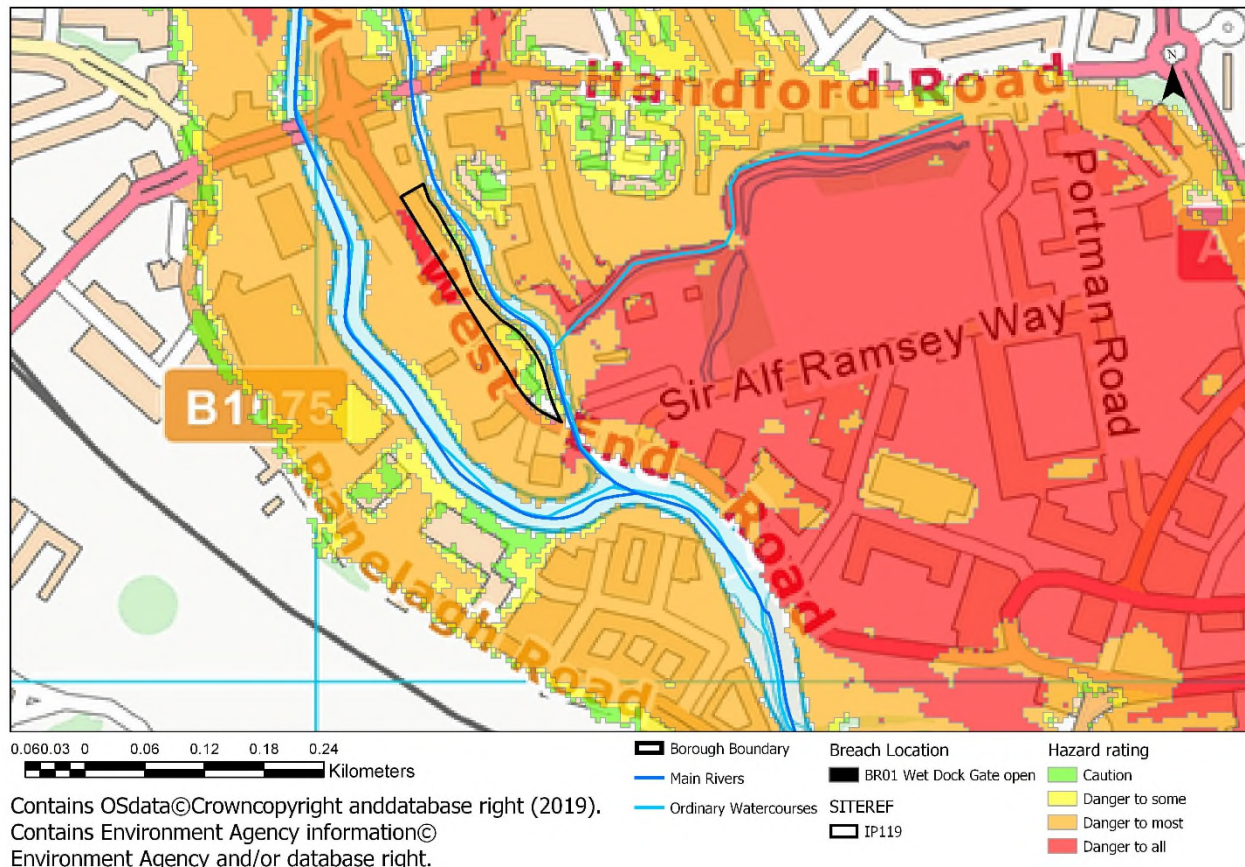 Y
Handford Road
N
A
Portman Road
West End Road
Sir Alf Ramsey Way
B1075
Ranelagh Road
0.060.03 0 0.06 0.12 0.18 0.24
Kilometers
Borough Boundary
Main Rivers
Ordinary Watercourses
Breach Location
BR01 Wet Dock Gate open
SITEREF
IP119
Hazard rating
Caution
Danger to some
Danger to most
Danger to all
Contains OSdata©Crowncopyright anddatabase right (2019).
Contains Environment Agency information©
Environment Agency and/or database right.